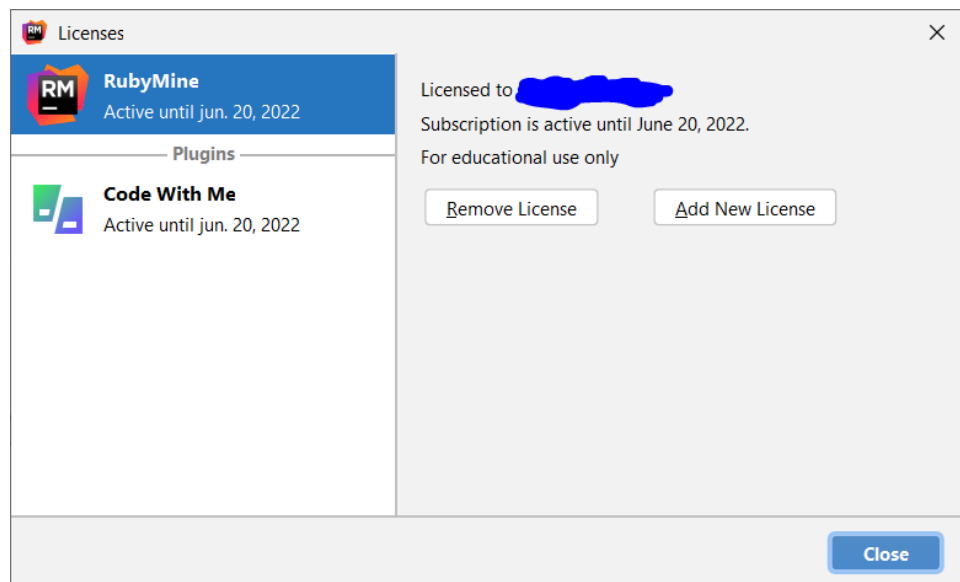 RM
Licenses
RM
RubyMine
Active until jun. 20, 2022
Plugins
Code With Me
Active until jun. 20, 2022
Licensed to
Subscription is active until June 20, 2022.
For educational use only
Remove License
Add New License
Close